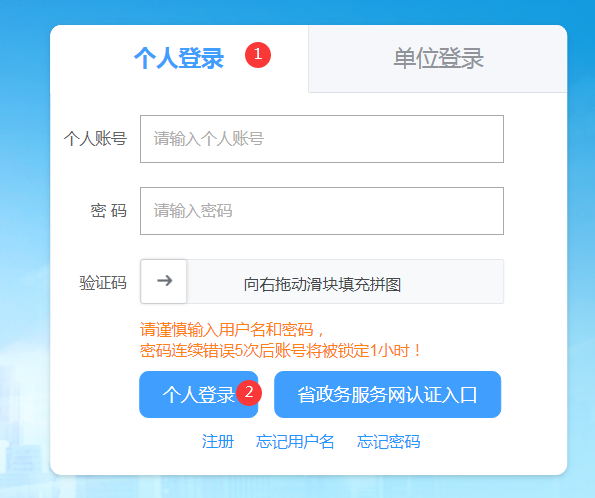 个人登录 1 单位登录
个人账号 请输入个人账号
密 码 请输入密码
验证码 → 向右拖动滑块填充拼图
请谨慎输入用户名和密码，
密码连续错误5次后账号将被锁定1小时！
个人登录 2 省政务服务网认证入口
注册 忘记用户名 忘记密码